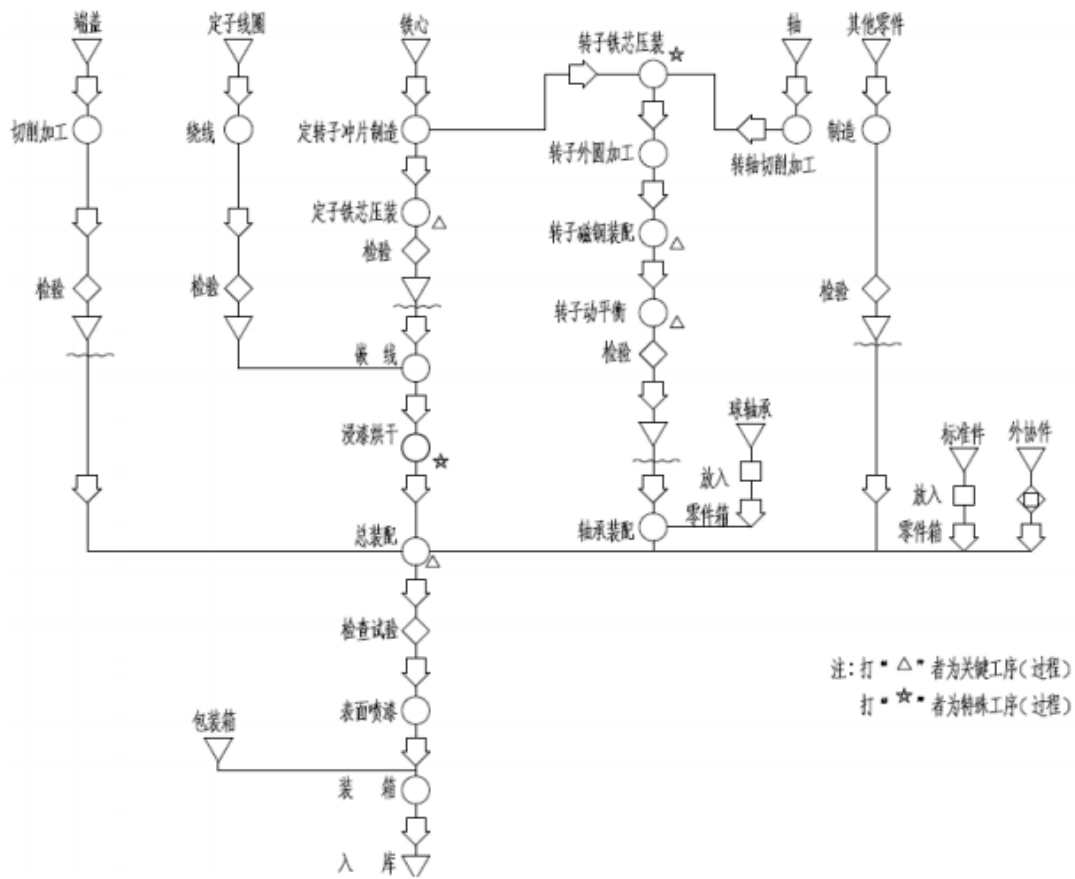 端盖
定子线圈
铁心
转子铁芯压装
轴
其他零件
切削加工
绕线
定转子冲片制造
转子外圆加工
转轴切削加工
制造
定子铁芯压装
转子磁钢装配
检验
检验
检验
转子动平衡
检验
检验
嵌 线
浸漆烘干
球轴承
标准件
外协件
放入
零件箱
放入
零件箱
总装配
轴承装配
检查试验
注:打"△"者为关键工序(过程)
打"☆"者为特殊工序(过程)
表面喷漆
包装箱
装 箱
入 库